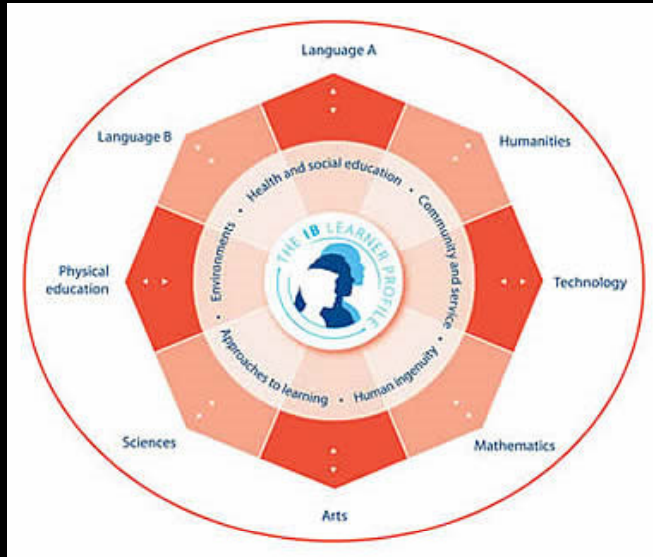 Language A
Language B
Humanities
Health and social education •
Community and service •
Environments •
THE IB LEARNER PROFILE
Physical
education
Technology
Approaches to learning •
Human ingenuity •
Sciences
Mathematics
Arts